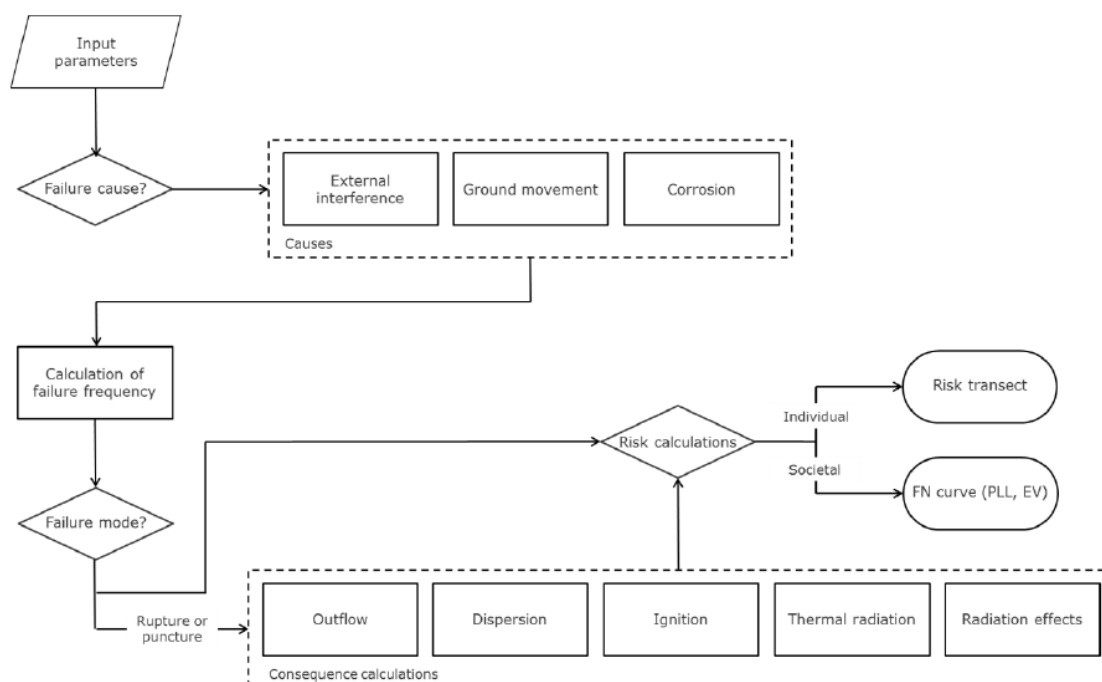 Input
parameters
Failure cause?
External
interference
Ground movement
Corrosion
Causes
Calculation of
failure frequency
Failure mode?
Rupture or
puncture
Risk calculations
Individual
Societal
Risk transect
FN curve (PLL, EV)
Outflow
Dispersion
Ignition
Thermal radiation
Radiation effects
Consequence calculations